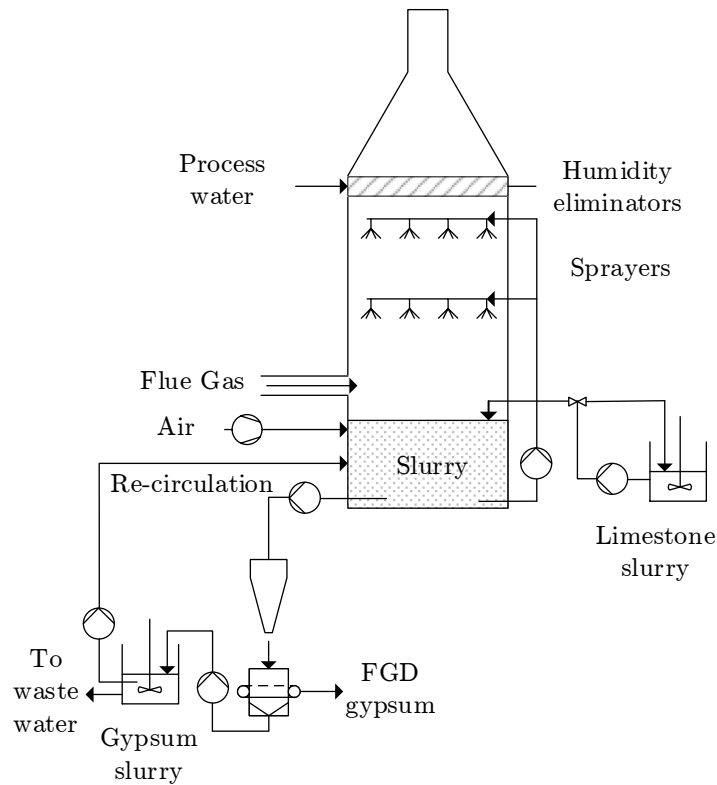 Process
water
Humidity
eliminators
Sprayers
Flue Gas
Air
Slurry
Re-circulation
Limestone
slurry
To
waste
water
FGD
gypsum
Gypsum
slurry